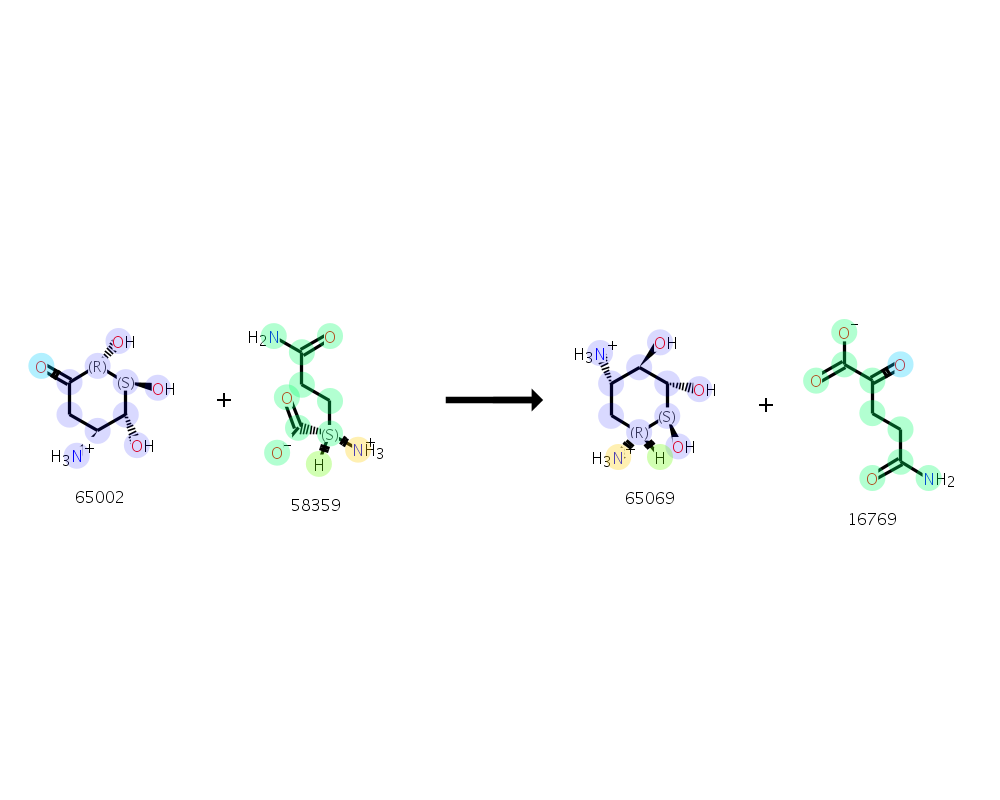 O (R) OH (S) OH OH H₃N⁺
65002
+
H₂N O O O⁻ (S) H NH₃⁺
58359
+
H₃N⁺ OH OH (S) OH (R) H H₃N⁺
65069
O⁻ O O O NH₂
16769